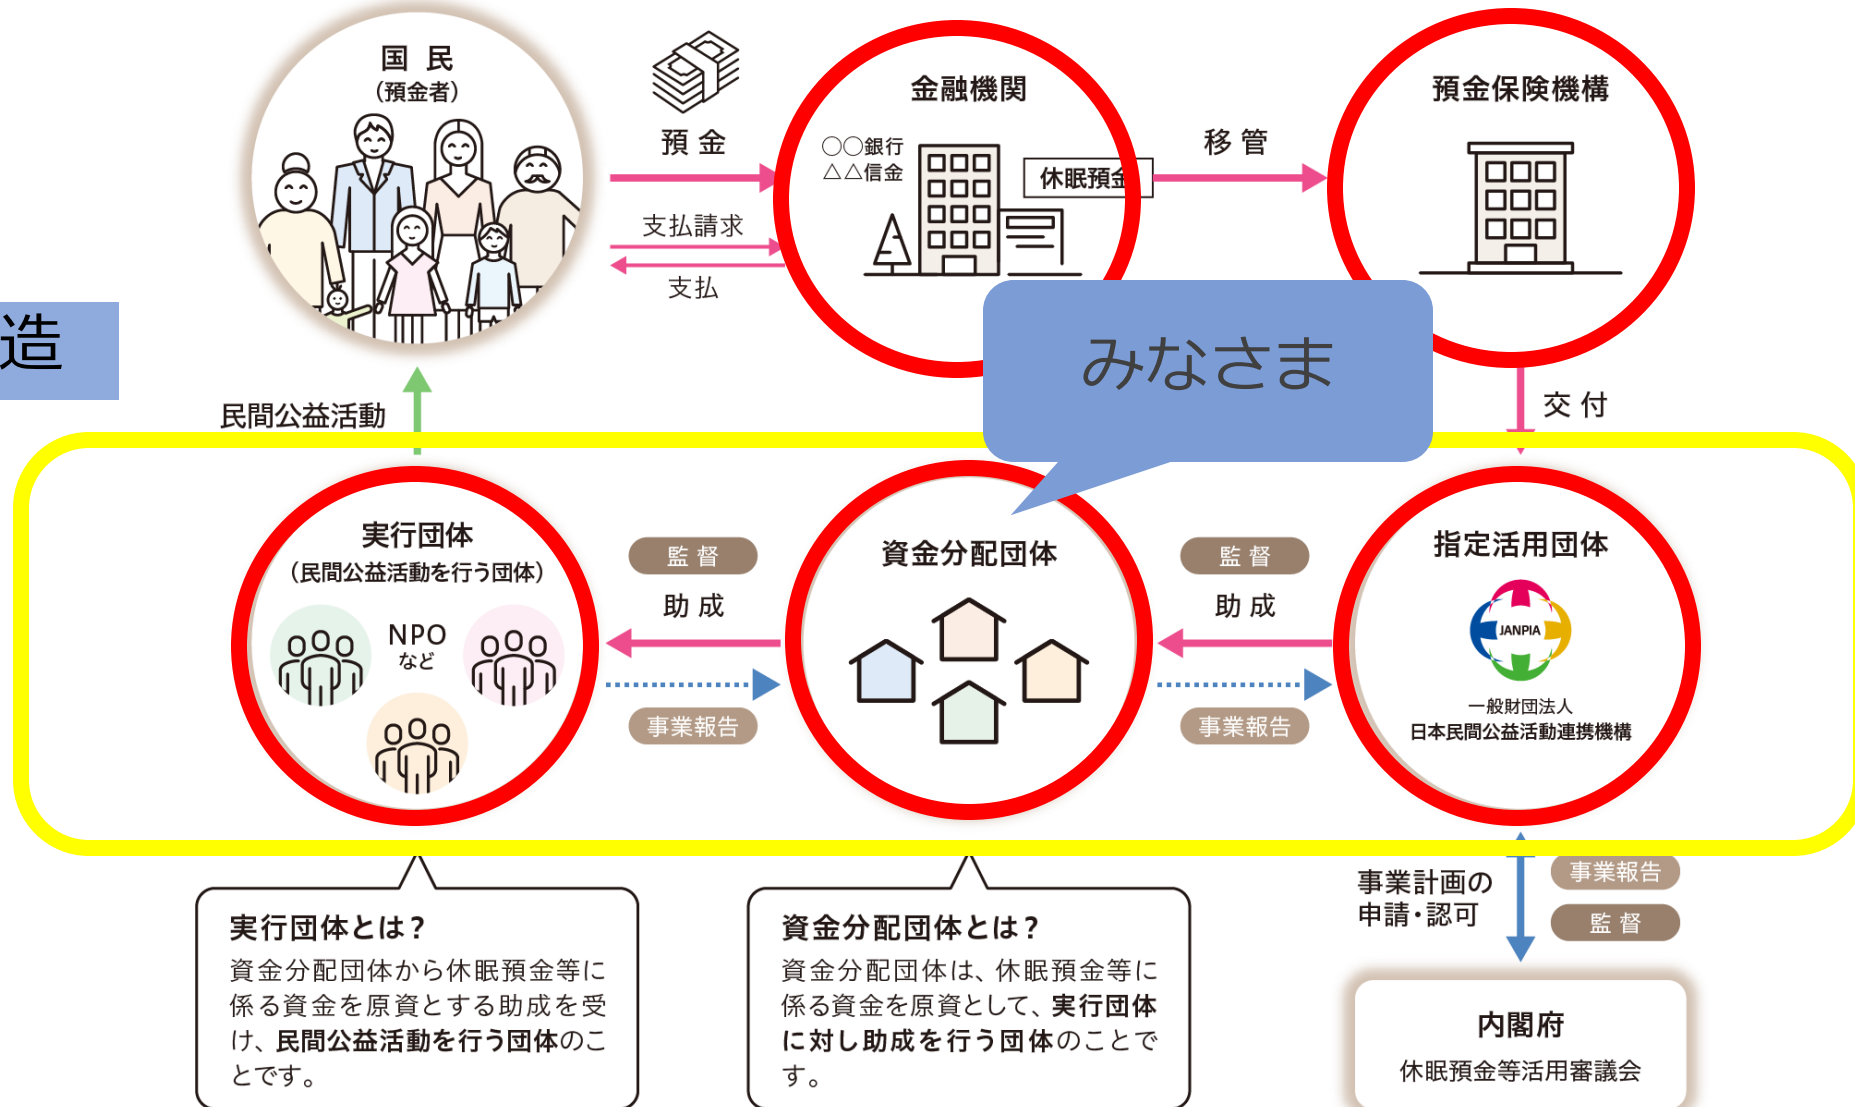 国 民
(預金者)
預 金
支払請求
支払
金融機関
○○銀行
△△信金
休眠預金
移 管
預金保険機構
造
みなさま
民間公益活動
交 付
実行団体
(民間公益活動を行う団体)
NPO
など
監 督
助 成
事業報告
資金分配団体
監 督
助 成
事業報告
指定活用団体
JANPIA
一般財団法人
日本民間公益活動連携機構
実行団体とは？
資金分配団体から休眠預金等に
係る資金を原資とする助成を受
け、民間公益活動を行う団体のこ
とです。
資金分配団体とは？
資金分配団体は、休眠預金等に
係る資金を原資として、実行団体
に対し助成を行う団体のことで
す。
事業計画の
申請・認可
事業報告
監 督
内閣府
休眠預金等活用審議会